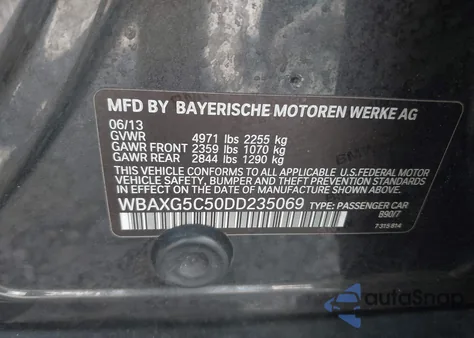 MFD BY BAYERISCHE MOTOREN WERKE AG
06/13
GVWR 4971 lbs 2255 kg
GAWR FRONT 2359 lbs 1070 kg
GAWR REAR 2844 lbs 1290 kg
THIS VEHICLE CONFORMS TO ALL APPLICABLE U.S.FEDERAL MOTOR
VEHICLE SAFETY, BUMPER, AND THEFT PREVENTION STANDARDS
IN EFFECT ON THE DATE OF MANUFACTURE SHOWN ABOVE.
WBAXG5C50DD235069 TYPE: PASSENGER CAR
B90/7
7315814
autoSnap